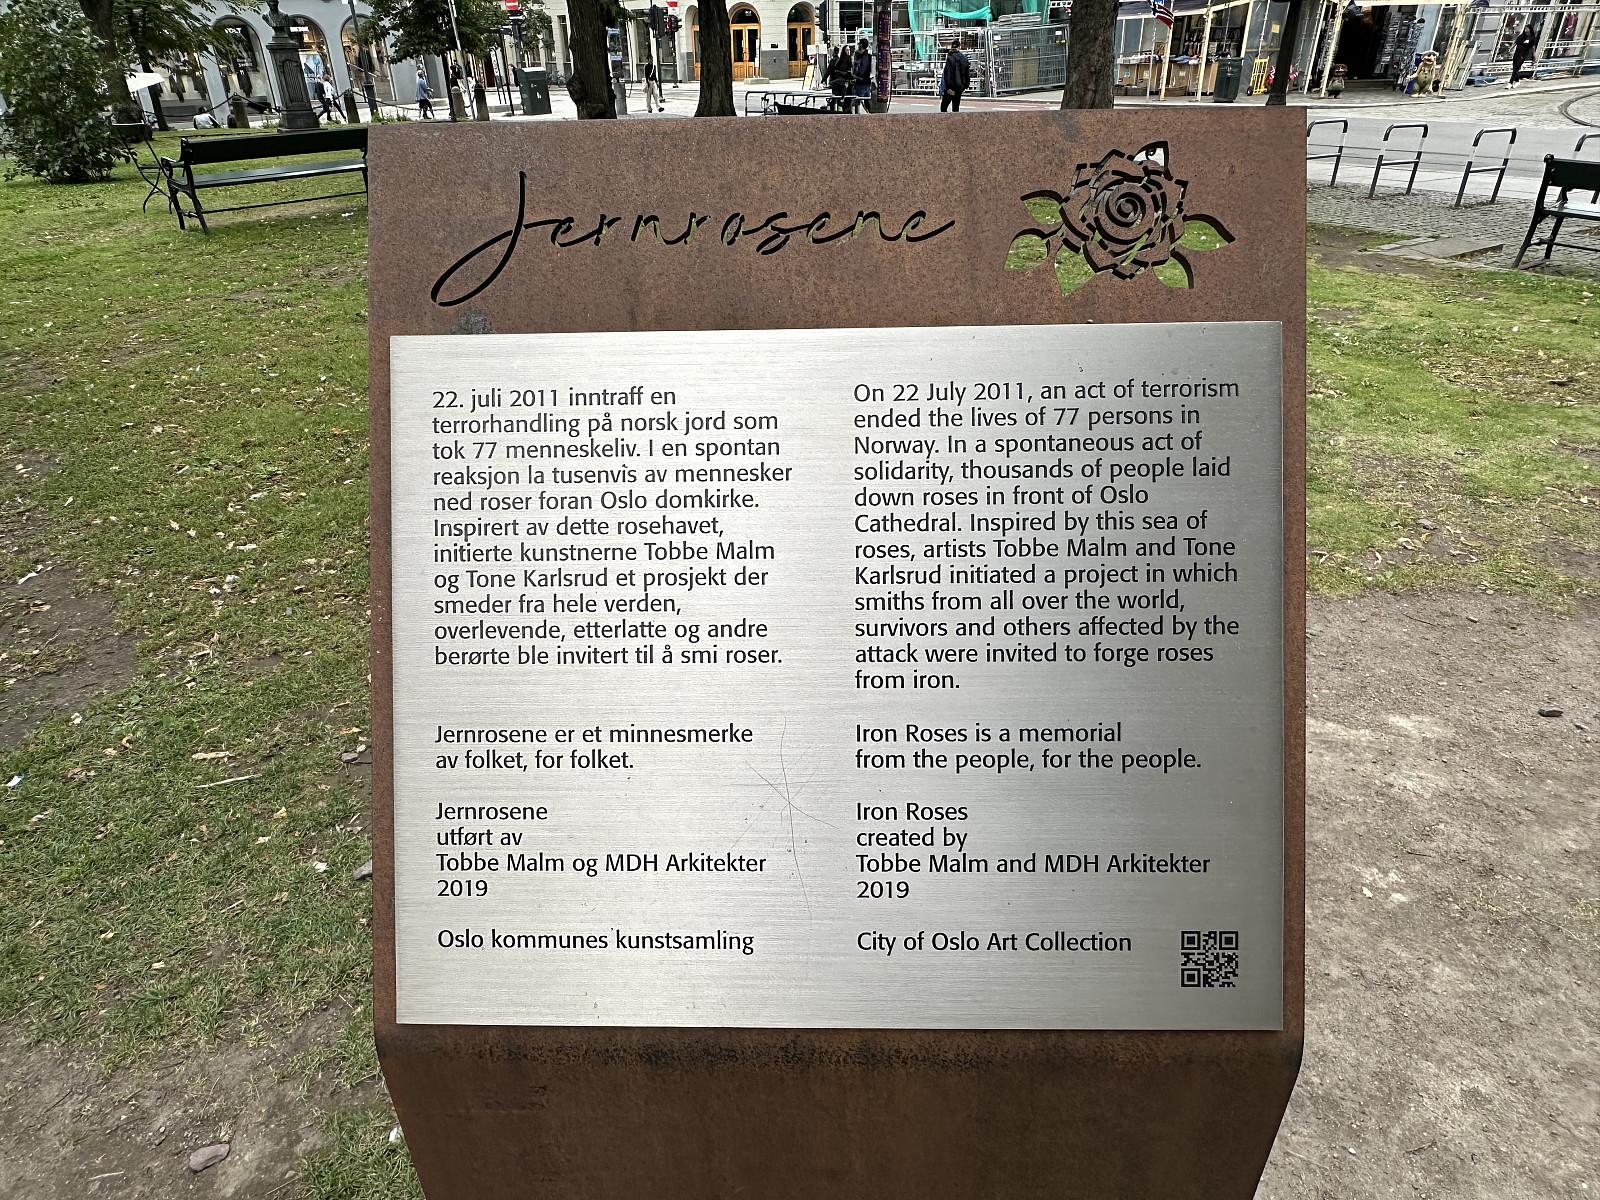 Jernrosene
22. juli 2011 inntraff en
terrorhandling på norsk jord som
tok 77 menneskeliv. I en spontan
reaksjon la tusenvis av mennesker
ned roser foran Oslo domkirke.
Inspirert av dette rosehavet,
initierte kunstnerne Tobbe Malm
og Tone Karlsrud et prosjekt der
smeder fra hele verden,
overlevende, etterlatte og andre
berørte ble invitert til å smi roser.
Jernrosene er et minnesmerke
av folket, for folket.
Jernrosene
utført av
Tobbe Malm og MDH Arkitekter
2019
Oslo kommunes kunstsamling
On 22 July 2011, an act of terrorism
ended the lives of 77 persons in
Norway. In a spontaneous act of
solidarity, thousands of people laid
down roses in front of Oslo
Cathedral. Inspired by this sea of
roses, artists Tobbe Malm and Tone
Karlsrud initiated a project in which
smiths from all over the world,
survivors and others affected by the
attack were invited to forge roses
from iron.
Iron Roses is a memorial
from the people, for the people.
Iron Roses
created by
Tobbe Malm and MDH Arkitekter
2019
City of Oslo Art Collection